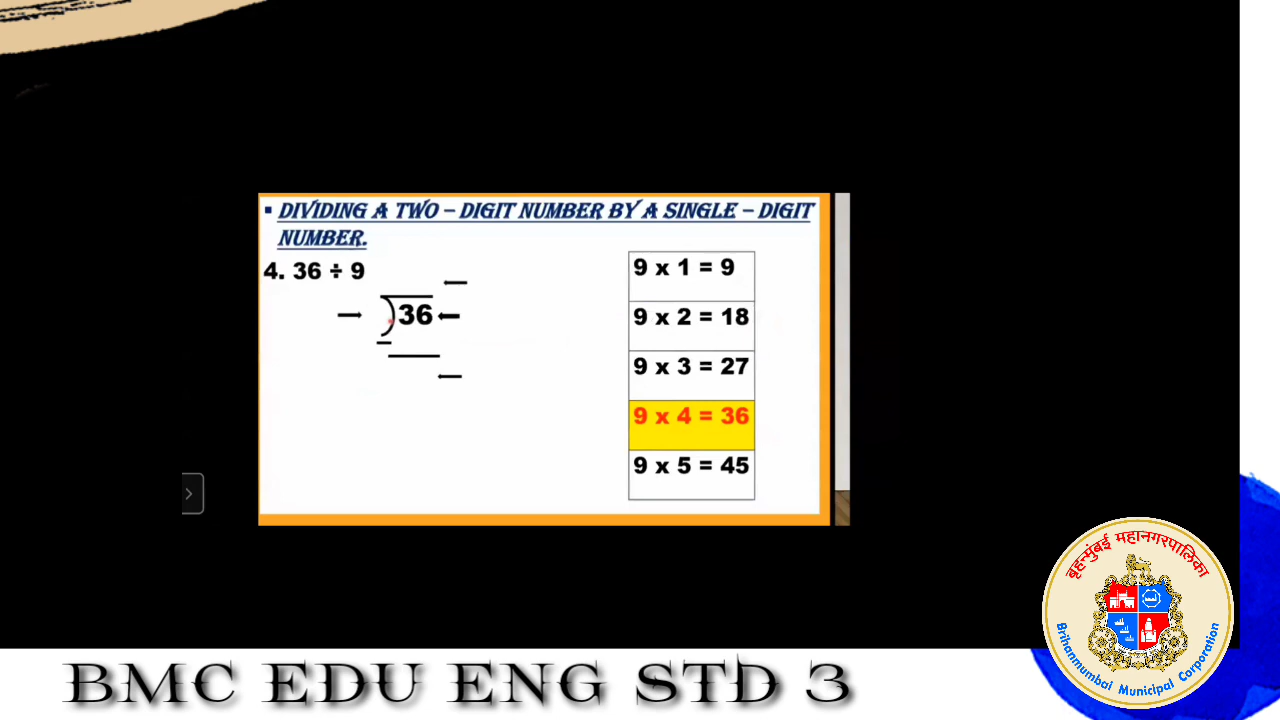 ▪ DIVIDING A TWO – DIGIT NUMBER BY A SINGLE – DIGIT
NUMBER.
4. 36 ÷ 9
36
9 x 1 = 9
9 x 2 = 18
9 x 3 = 27
9 x 4 = 36
9 x 5 = 45
बृहन्मुंबई महानगरपालिका
Brihanmumbai Municipal Corporation
BMC EDU ENG STD 3